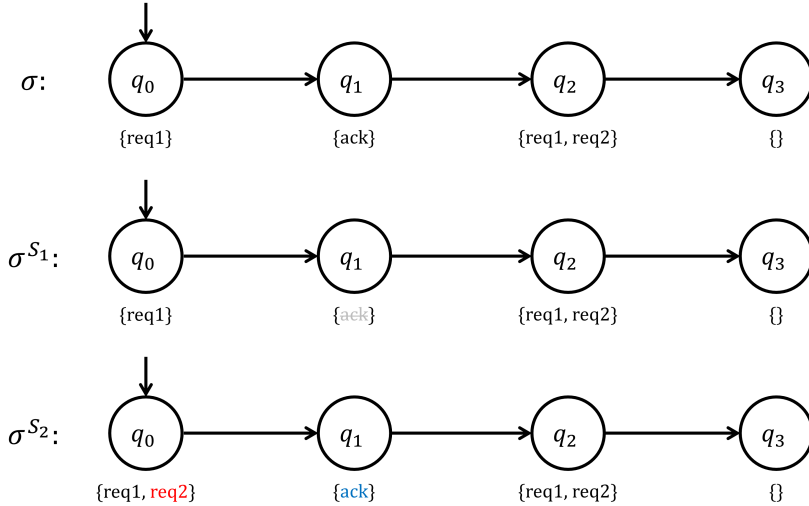 σ: q₀ q₁ q₂ q₃
{req1} {ack} {req1, req2} {}
σ^S₁: q₀ q₁ q₂ q₃
{req1} {ack} {req1, req2} {}
σ^S₂: q₀ q₁ q₂ q₃
{req1, req2} {ack} {req1, req2} {}